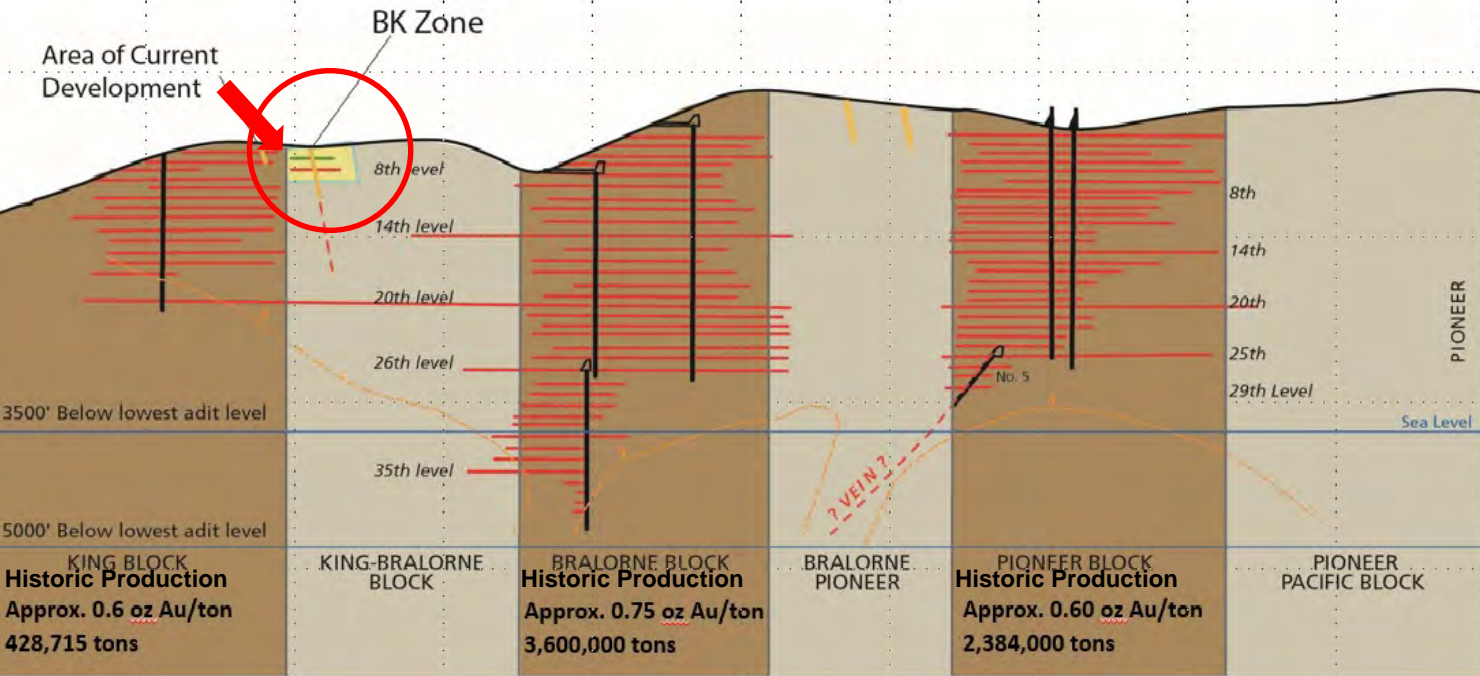 BK Zone
Area of Current
Development
8th level
14th level
20th level
26th level
35th level
8th
14th
20th
25th
29th Level
No. 5
PIONEER
3500' Below lowest adit level
Sea Level
? VEIN ?
5000' Below lowest adit level
KING BLOCK
Historic Production
Approx. 0.6 oz Au/ton
428,715 tons
KING-BRALORNE
BLOCK
BRALORNE BLOCK
Historic Production
Approx. 0.75 oz Au/ton
3,600,000 tons
BRALORNE
PIONEER
PIONEER BLOCK
Historic Production
Approx. 0.60 oz Au/ton
2,384,000 tons
PIONEER
PACIFIC BLOCK